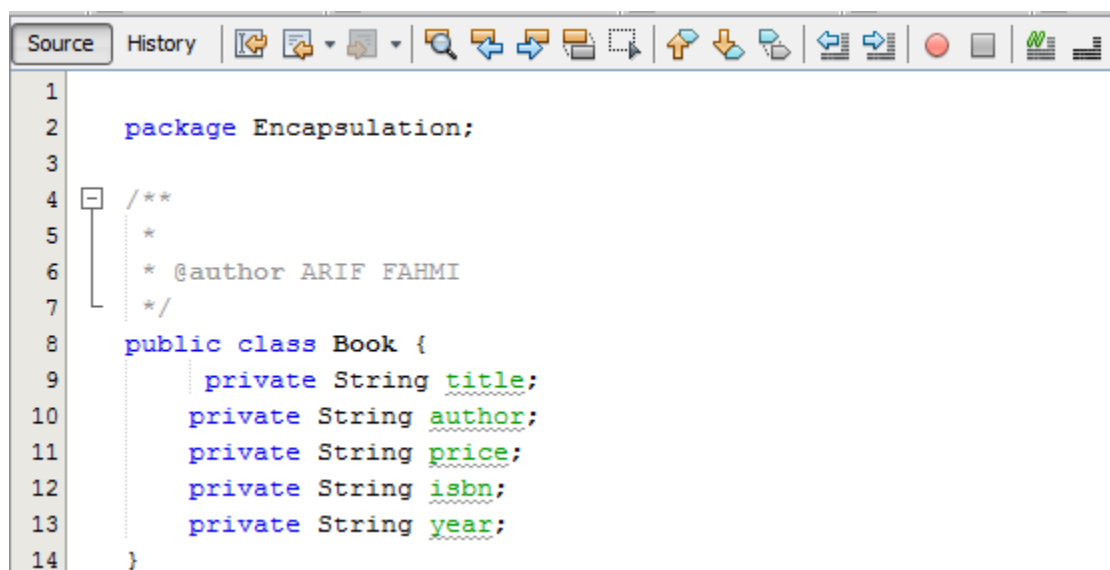 Source History
1
2 package Encapsulation;
3
4 /**
5 *
6 * @author ARIF FAHMI
7 */
8 public class Book {
9 private String title;
10 private String author;
11 private String price;
12 private String isbn;
13 private String year;
14 }